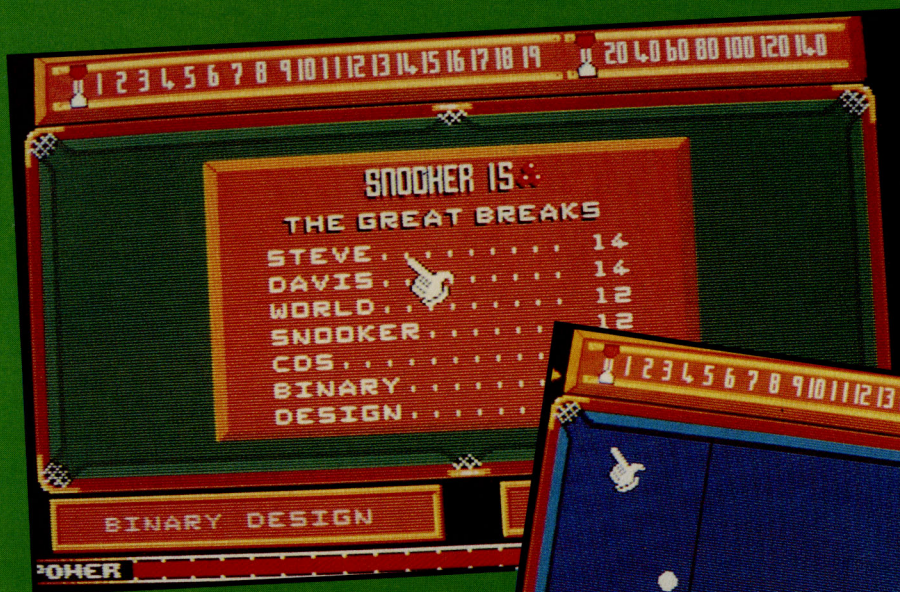 1 2 3 4 5 6 7 8 9 10 11 12 13 14 15 16 17 18 19 20 40 60 80 100 120 140
SNOOKER IS
THE GREAT BREAKS
STEVE.......... 14
DAVIS.......... 14
WORLD.......... 12
SNOOKER....... 12
CDS..........
BINARY.......
DESIGN.......
BINARY DESIGN
POWER
1 2 3 4 5 6 7 8 9 10 11 12 13